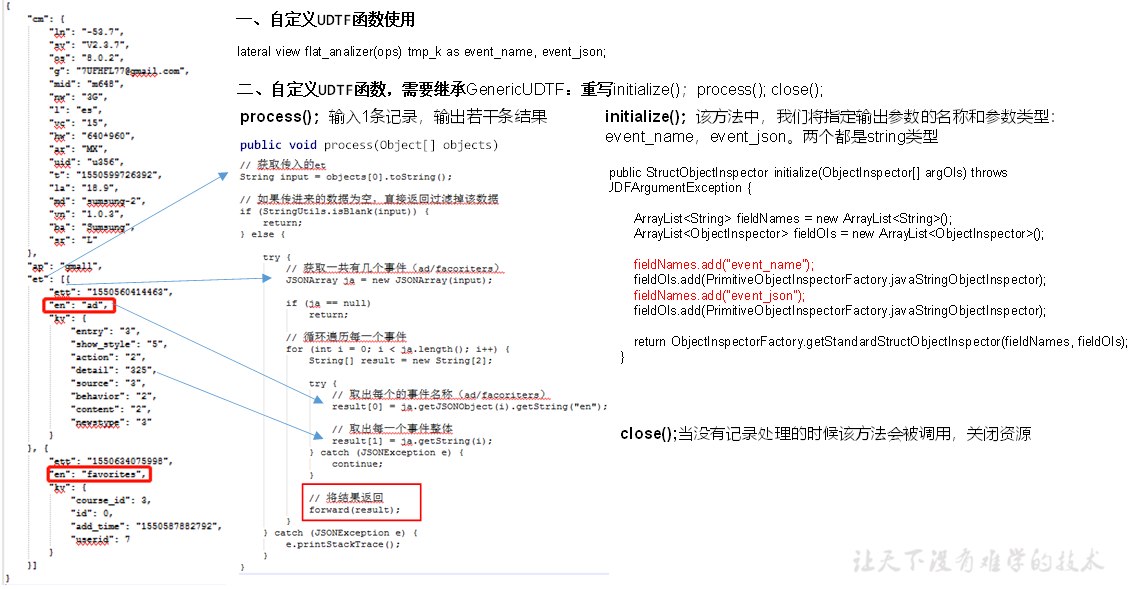 {
"cm": {
"ln": "-53.7",
"sv": "V2.3.7",
"os": "8.0.2",
"g": "7UFHFL77@gmail.com",
"mid": "m648",
"nw": "3G",
"l": "es",
"vc": "15",
"hw": "640*960",
"ar": "MX",
"uid": "u356",
"t": "1550599726392",
"la": "18.9",
"md": "sumsung-2",
"vn": "1.0.3",
"ba": "Sumsung",
"sr": "L"
},
"ap": "gmall",
"et": [{
"ett": "1550560414463",
"en": "ad",
"kv": {
"entry": "3",
"show_style": "5",
"action": "2",
"detail": "325",
"source": "3",
"behavior": "2",
"content": "2",
"newstype": "3"
}
}, {
"ett": "1550634075998",
"en": "favorites",
"kv": {
"course_id": 3,
"id": 0,
"add_time": "1550587882792",
"userid": 7
}
}]
}
一、自定义UDTF函数使用
lateral view flat_analizer(ops) tmp_k as event_name, event_json;
二、自定义UDTF函数，需要继承GenericUDTF：重写initialize()；process(); close();
process()；输入1条记录，输出若干条结果
public void process(Object[] objects)
// 获取传入的et
String input = objects[0].toString();
// 如果传进来的数据为空，直接返回过滤掉该数据
if (StringUtils.isBlank(input)) {
return;
} else {
try {
// 获取一共有几个事件（ad/facoriters）
JSONArray ja = new JSONArray(input);
if (ja == null)
return;
// 循环遍历每一个事件
for (int i = 0; i < ja.length(); i++) {
String[] result = new String[2];
try {
// 取出每个的事件名称（ad/facoriters）
result[0] = ja.getJSONObject(i).getString("en");
// 取出每一个事件整体
result[1] = ja.getString(i);
} catch (JSONException e) {
continue;
}
// 将结果返回
forward(result);
}
} catch (JSONException e) {
e.printStackTrace();
}
}
initialize()；该方法中，我们将指定输出参数的名称和参数类型：
event_name，event_json。两个都是string类型
public StructObjectInspector initialize(ObjectInspector[] argOIs) throws
JDFArgumentException {
ArrayList<String> fieldNames = new ArrayList<String>();
ArrayList<ObjectInspector> fieldOIs = new ArrayList<ObjectInspector>();
fieldNames.add("event_name");
fieldOIs.add(PrimitiveObjectInspectorFactory.javaStringObjectInspector);
fieldNames.add("event_json");
fieldOIs.add(PrimitiveObjectInspectorFactory.javaStringObjectInspector);
return ObjectInspectorFactory.getStandardStructObjectInspector(fieldNames, fieldOIs);
}
close();当没有记录处理的时候该方法会被调用，关闭资源
让天下没有难学的技术